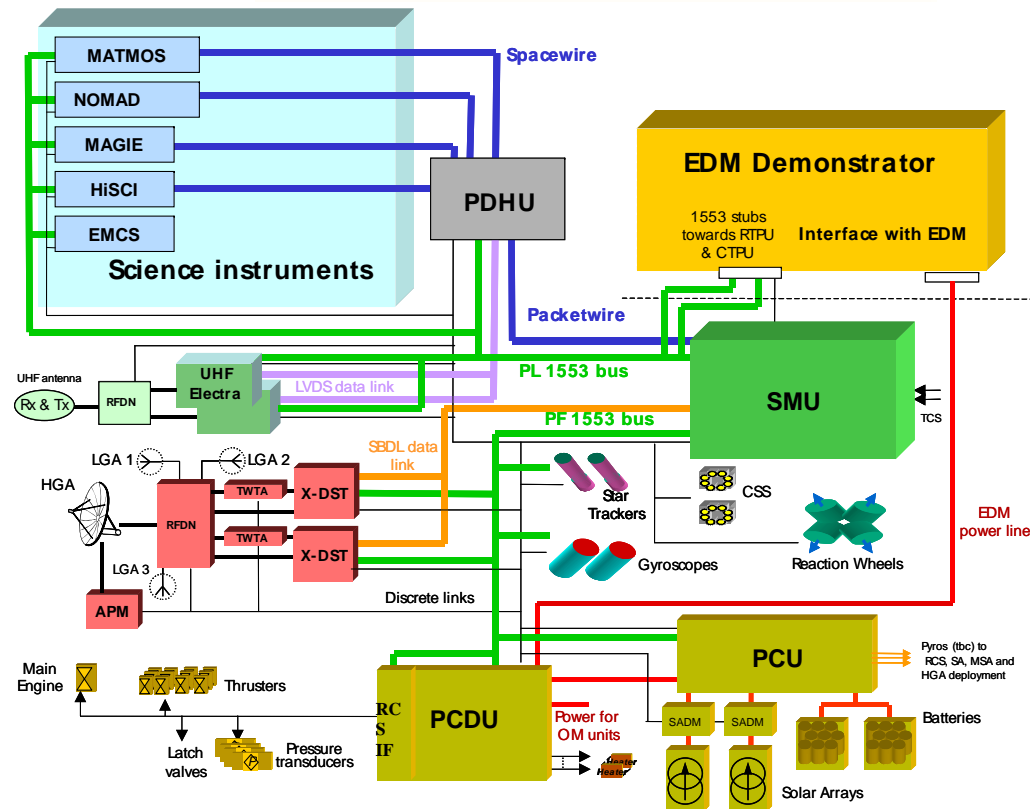 MATMOS
NOMAD
MAGIE
HiSCI
EMCS
Science instruments
Spacewire
PDHU
EDM Demonstrator
1553 stubs
towards RTPU
& CTPU
Interface with EDM
Packetwire
UHF antenna
Rx & Tx
RFDN
UHF
Electra
LVDS data link
PL 1553 bus
SMU
TCS
PF 1553 bus
SBDL data
link
LGA 1
LGA 2
HGA
RFDN
TWTA
X-DST
TWTA
X-DST
LGA 3
APM
Star
Trackers
CSS
Gyroscopes
Reaction Wheels
EDM
power line
Discrete links
Main
Engine
Thrusters
Latch
valves
Pressure
transducers
RC
S
IF
PCDU
Power for
OM units
Heater
Heater
PCU
Pyros (tbc) to
RCS, SA, MSA and
HGA deployment
SADM
SADM
Batteries
Solar Arrays